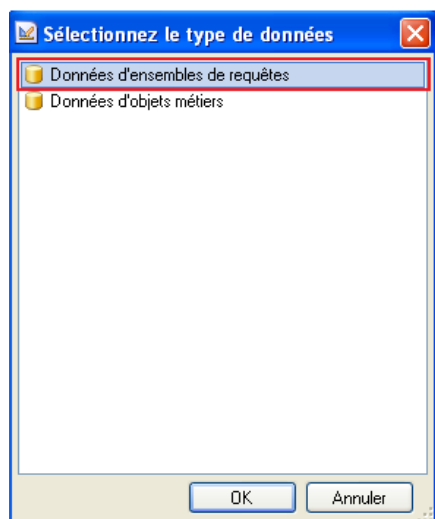 Sélectionnez le type de données
Données d'ensembles de requêtes
Données d'objets métiers
OK Annuler